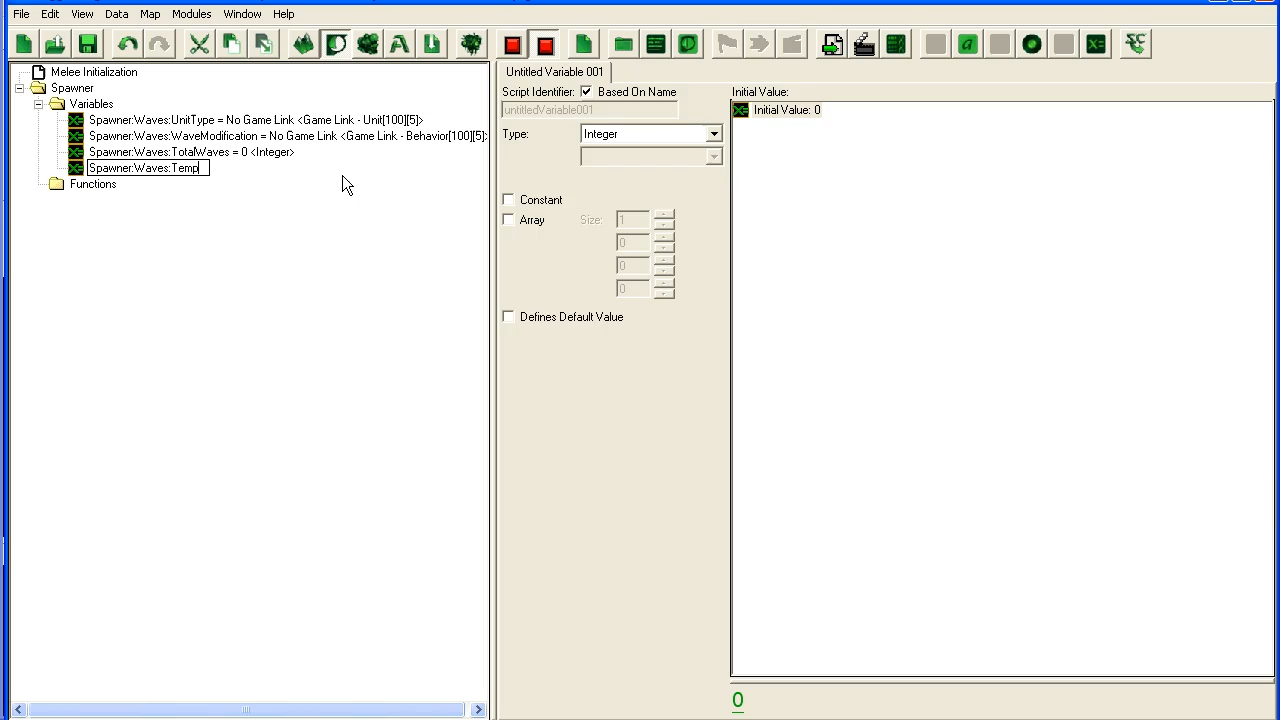 File Edit View Data Map Modules Window Help
Melee Initialization
Spawner
Variables
Spawner:Waves:UnitType = No Game Link <Game Link - Unit[100][5]>
Spawner:Waves:WaveModification = No Game Link <Game Link - Behavior[100][5]>
Spawner:Waves:TotalWaves = 0 <Integer>
Spawner:Waves:Temp
Functions
Untitled Variable 001
Script Identifier: Based On Name
untitledVariable001
Type: Integer
Constant
Array Size: 1
0
0
0
Defines Default Value
Initial Value:
Initial Value: 0
0